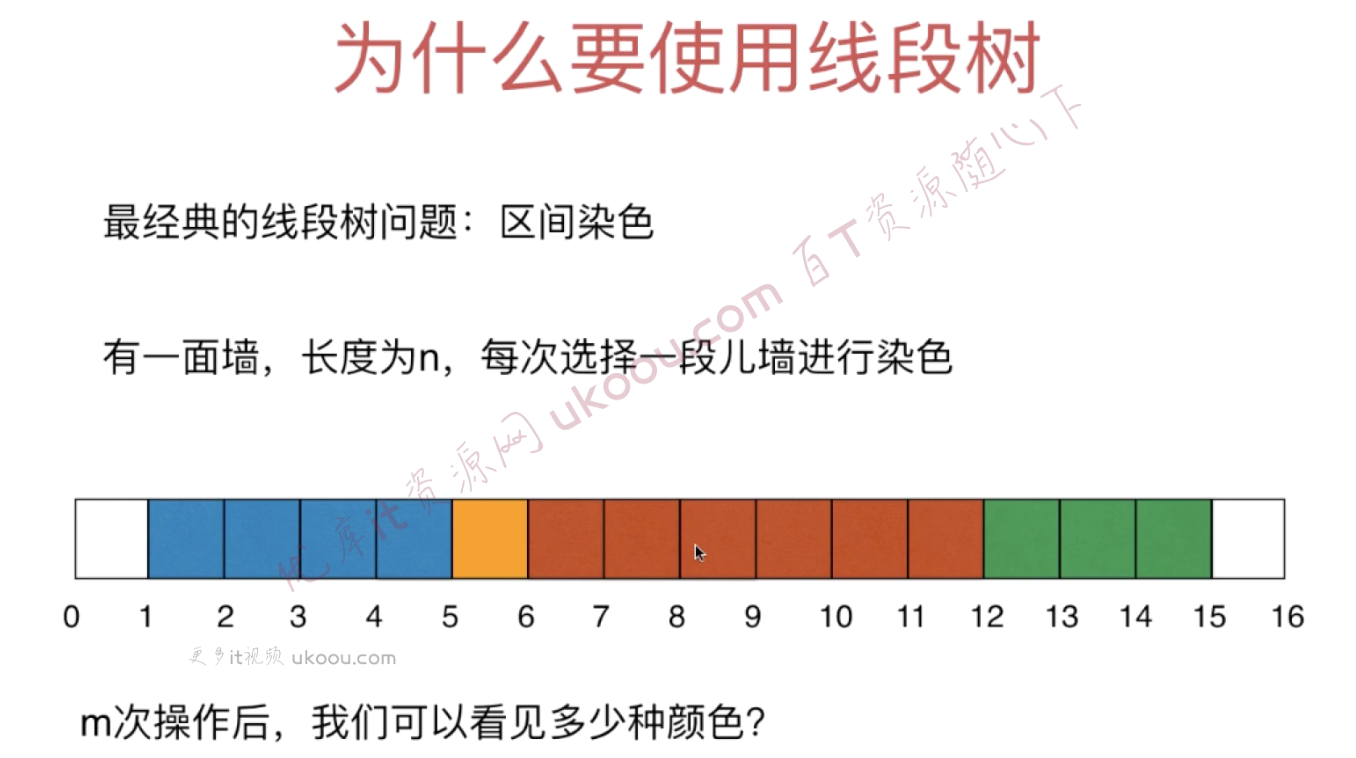 为什么要使用线段树
最经典的线段树问题：区间染色
有一面墙，长度为n，每次选择一段儿墙进行染色
优库it资源网 ukoou.com 百T资源随心下
0 1 2 3 4 5 6 7 8 9 10 11 12 13 14 15 16
更多it视频 ukoou.com
m次操作后，我们可以看见多少种颜色？